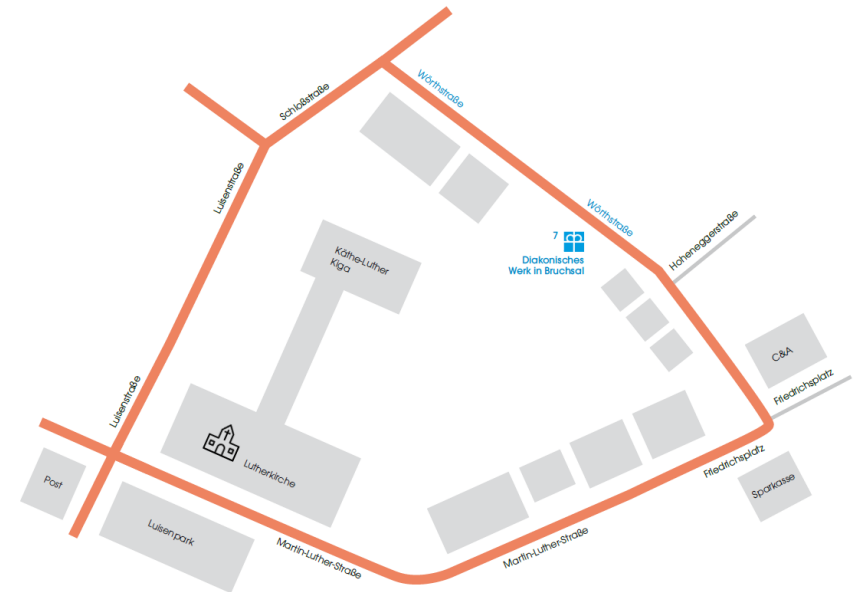 Schloßstraße
Wörthstraße
Luisenstraße
Wörthstraße
Hoheneggerstraße
7
Diakonisches
Werk in Bruchsal
Käthe-Luther
Kiga
C&A
Friedrichsplatz
Luisenstraße
Lutherkirche
Friedrichsplatz
Post
Sparkasse
Luisenpark
Martin-Luther-Straße
Martin-Luther-Straße